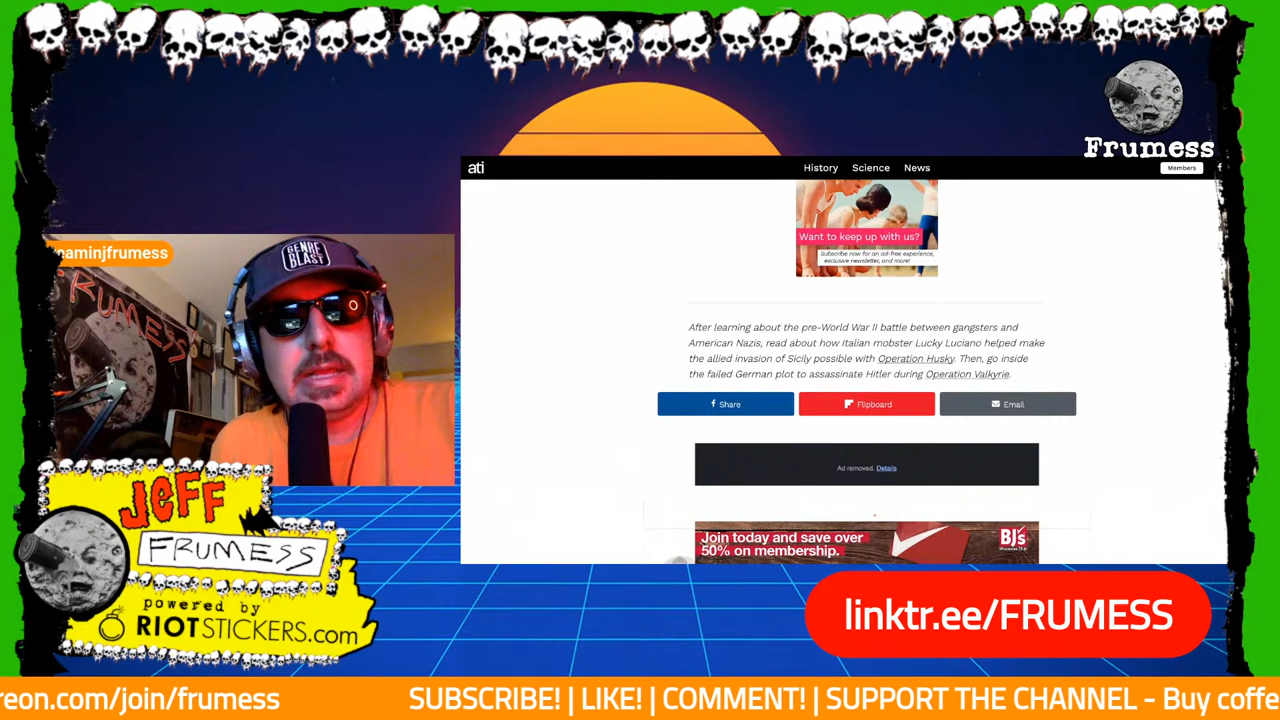 Frumess
ati
History
Science
News
Members
f
Want to keep up with us?
Subscribe now for an ad-free experience,
exclusive newsletter, and more!
eaminjfrumess
GENRE
BLAST
FRUMESS
After learning about the pre-World War II battle between gangsters and
American Nazis, read about how Italian mobster Lucky Luciano helped make
the allied invasion of Sicily possible with Operation Husky. Then, go inside
the failed German plot to assassinate Hitler during Operation Valkyrie.
f Share
Flipboard
Email
Ad removed. Details
Join today and save over
50% on membership.
BJ's
JEFF
FRUMESS
powered by
RIOTSTICKERS.com
linktr.ee/FRUMESS
reon.com/join/frumess
SUBSCRIBE! | LIKE! | COMMENT! | SUPPORT THE CHANNEL - Buy coffe